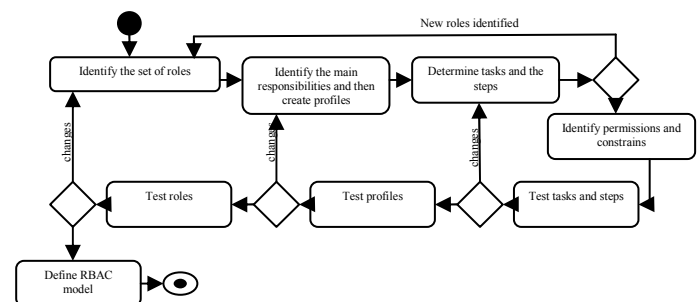 New roles identified
Identify the set of roles
Identify the main
responsibilities and then
create profiles
Determine tasks and the
steps
Identify permissions and
constrains
changes
changes
changes
Test roles
Test profiles
Test tasks and steps
Define RBAC
model